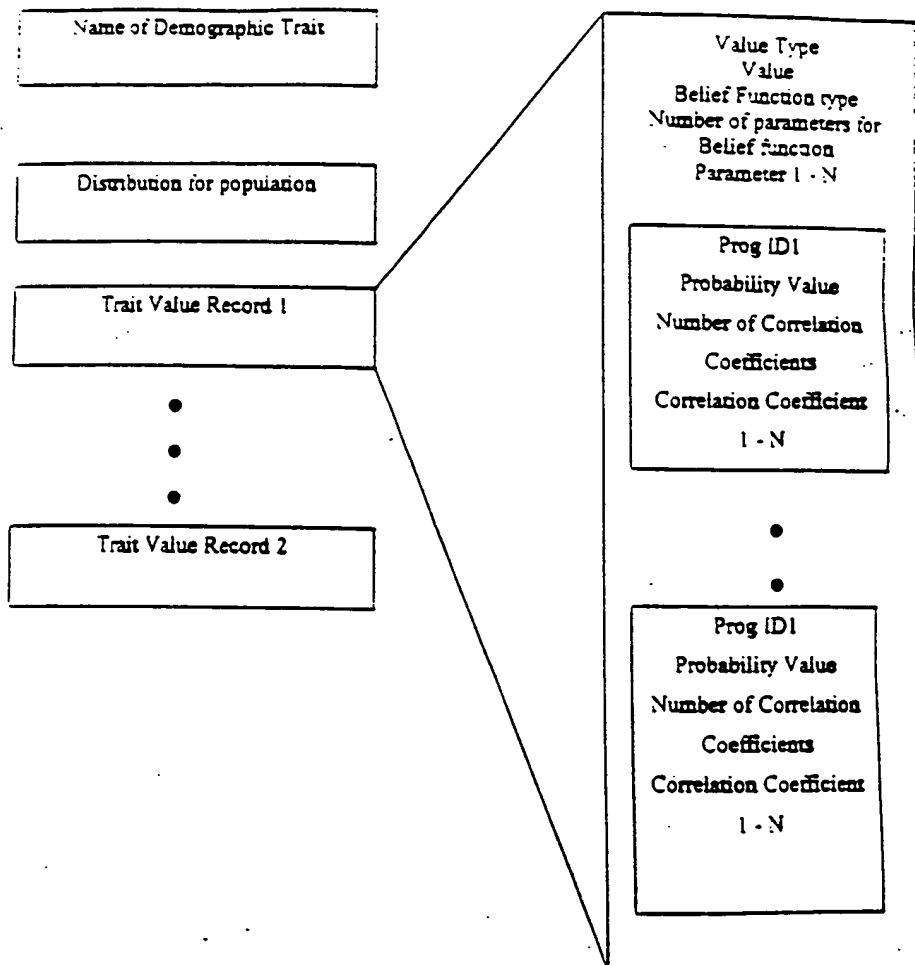 Name of Demographic Trait
Distribution for population
Trait Value Record 1
Trait Value Record 2
Value Type
Value
Belief Function type
Number of parameters for
Belief function
Parameter 1 - N
Prog ID1
Probability Value
Number of Correlation
Coefficients
Correlation Coefficient
1 - N
Prog ID1
Probability Value
Number of Correlation
Coefficients
Correlation Coefficient
1 - N